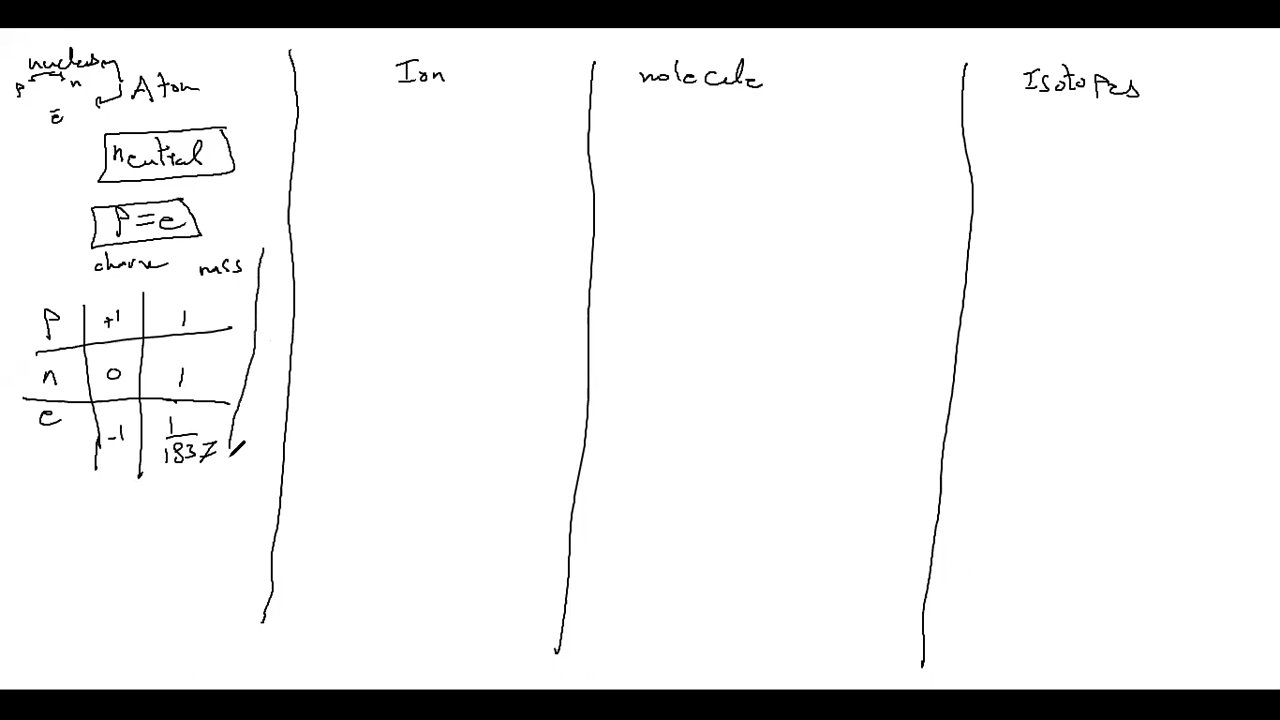 nucleus
p n
Atom
e̅
neutral
P = e
charge mass
P +1 1
n 0 1
e -1 1/1837
Ion
molecule
Isotopes